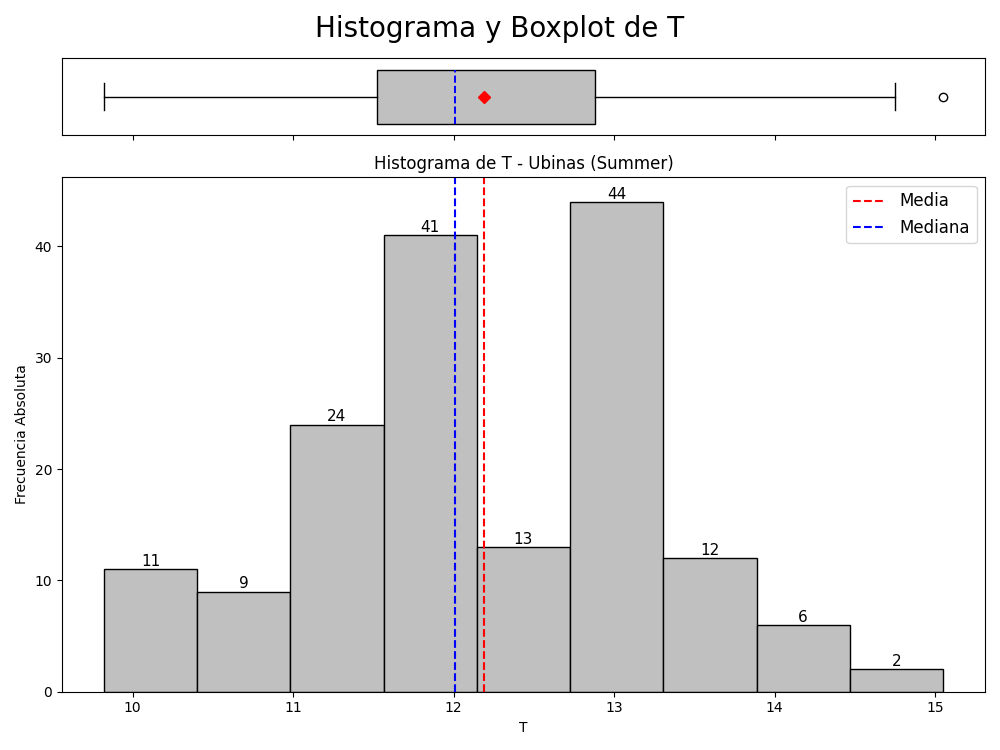 Histograma y Boxplot de T
Histograma de T - Ubinas (Summer)
Media
Mediana
44
41
24
13
12
11
9
6
2
40
30
20
10
0
Frecuencia Absoluta
10 11 12 13 14 15
T